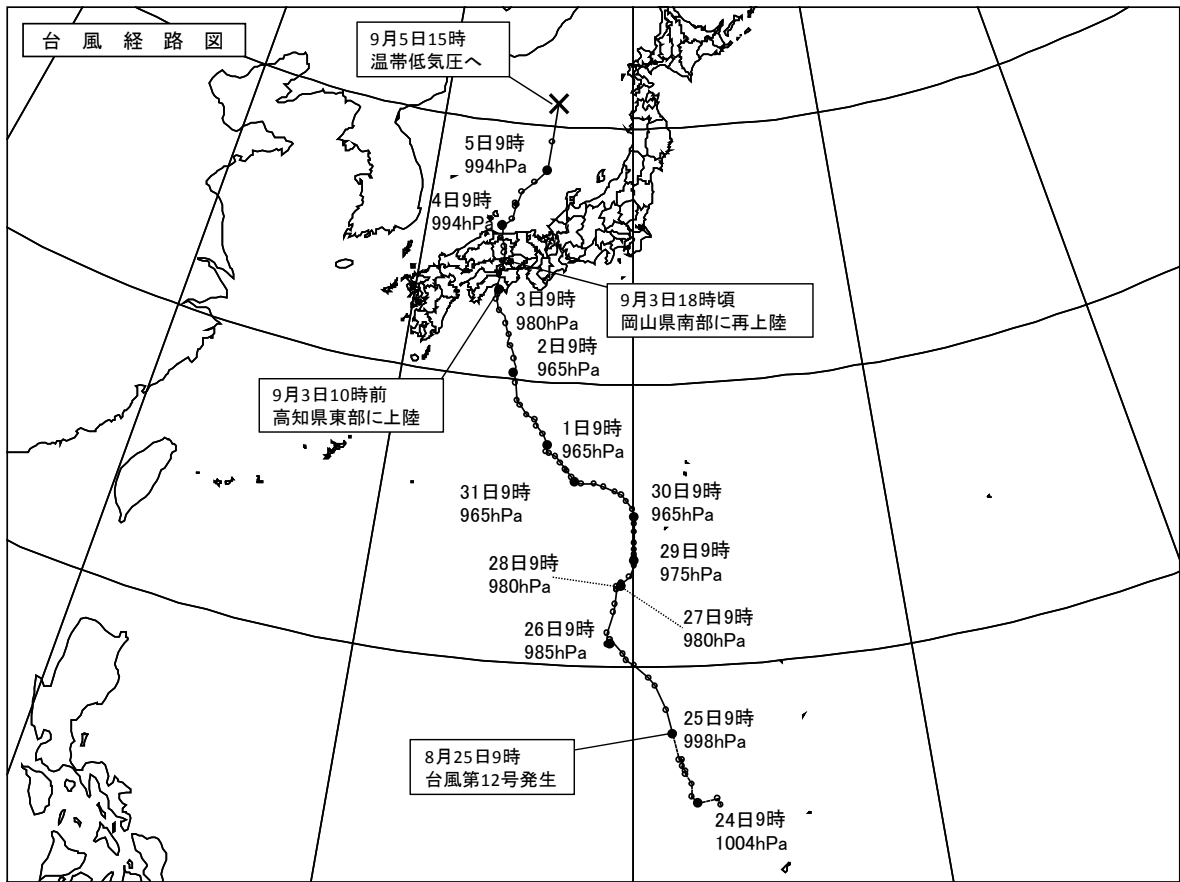 台 風 経 路 図
9月5日15時
温帯低気圧へ
5日9時
994hPa
4日9時
994hPa
3日9時
980hPa
9月3日18時頃
岡山県南部に再上陸
2日9時
965hPa
9月3日10時前
高知県東部に上陸
1日9時
965hPa
31日9時
965hPa
30日9時
965hPa
29日9時
975hPa
28日9時
980hPa
27日9時
980hPa
26日9時
985hPa
25日9時
998hPa
8月25日9時
台風第12号発生
24日9時
1004hPa